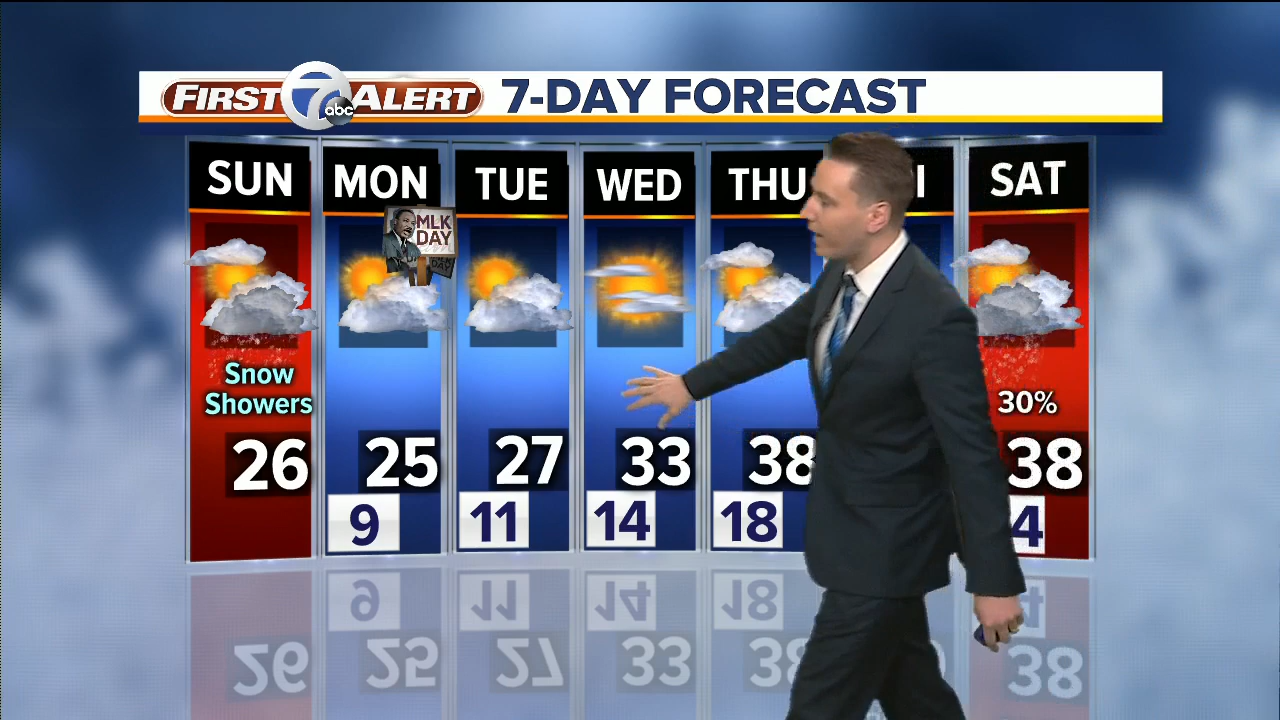 FIRST 7 abc ALERT 7-DAY FORECAST
SUN MON TUE WED THU I SAT
MLK
DAY
Snow
Showers
30%
26 25 27 33 38 38
9 11 14 18 4